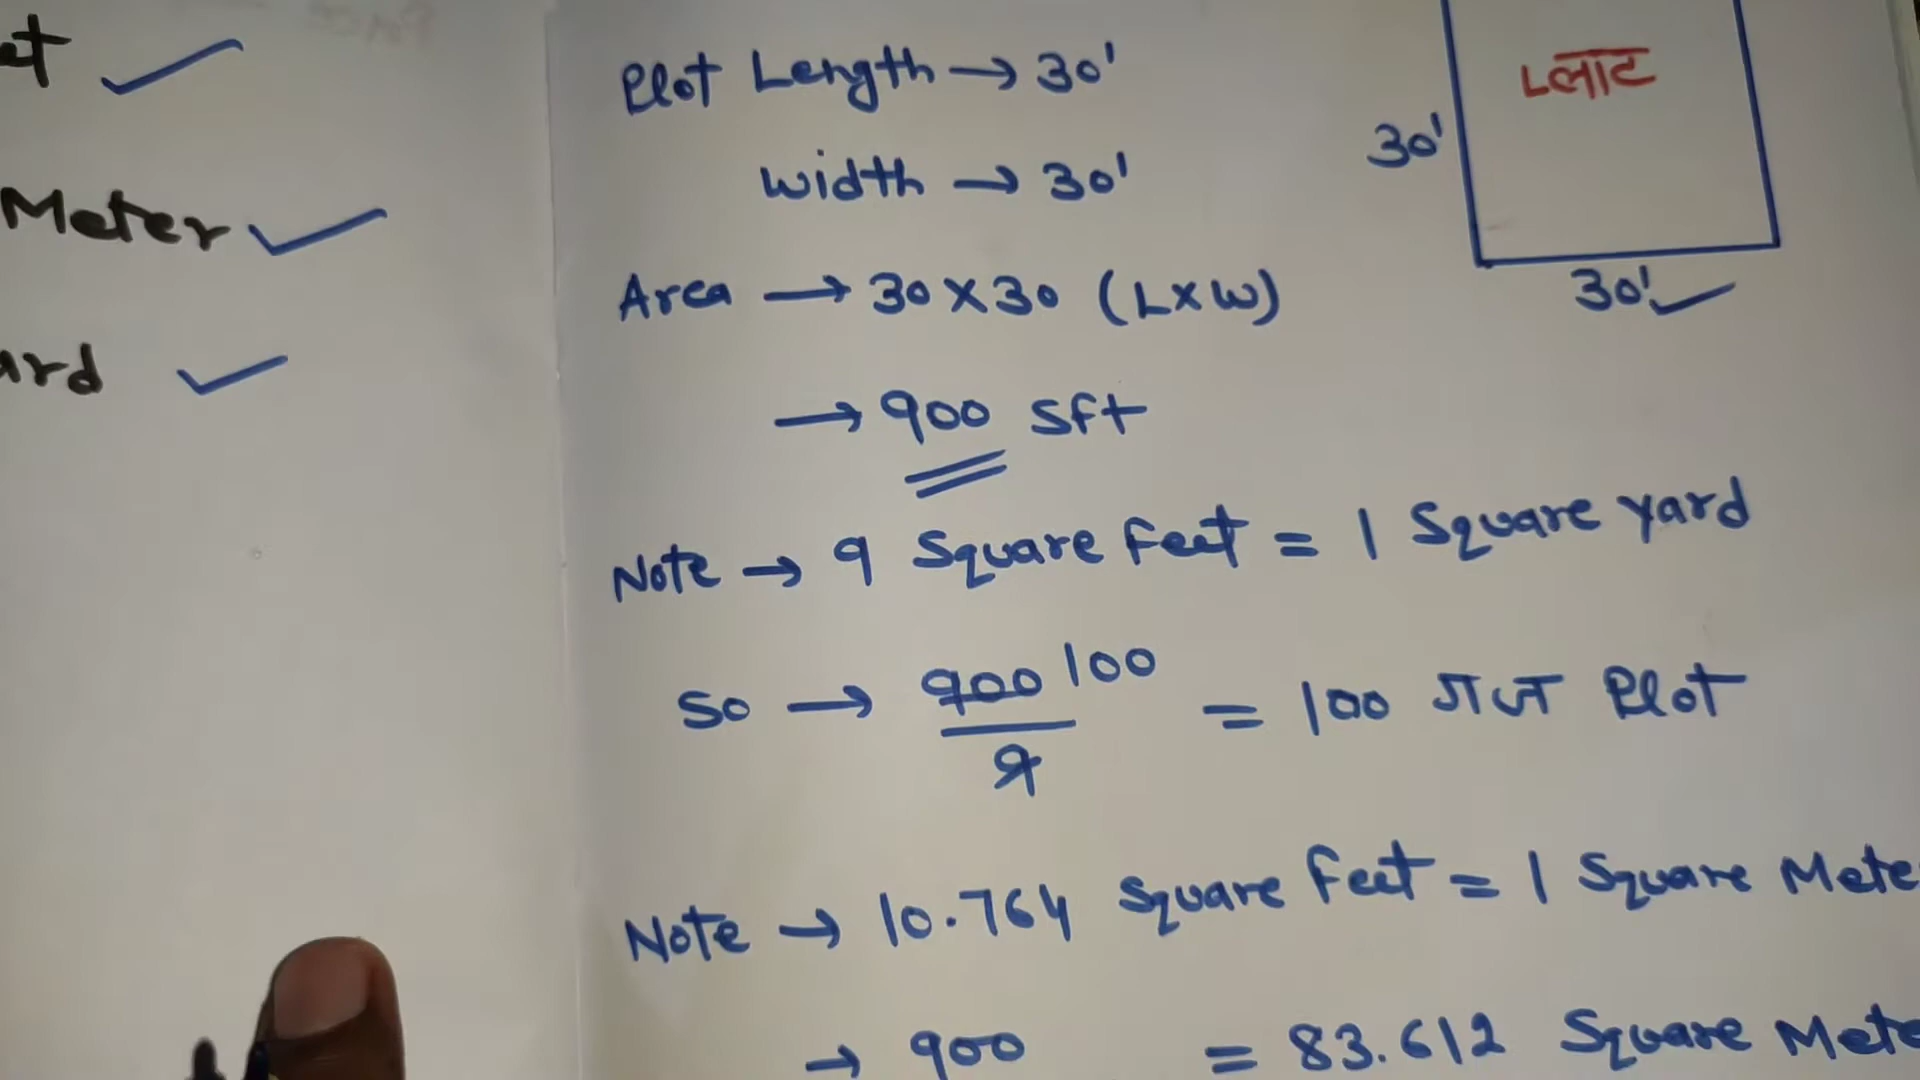 Meter
Plot Length → 30'
Width → 30'
Area → 30 × 30 (L×W)
→ 900 Sft
Note → 9 Square Feet = 1 Square Yard
So → 900 100
9
= 100 गज Plot
Note → 10.764 Square Feet = 1 Square Mete
→ 900 = 83.612 Square Mete
प्लाट
30'
30'